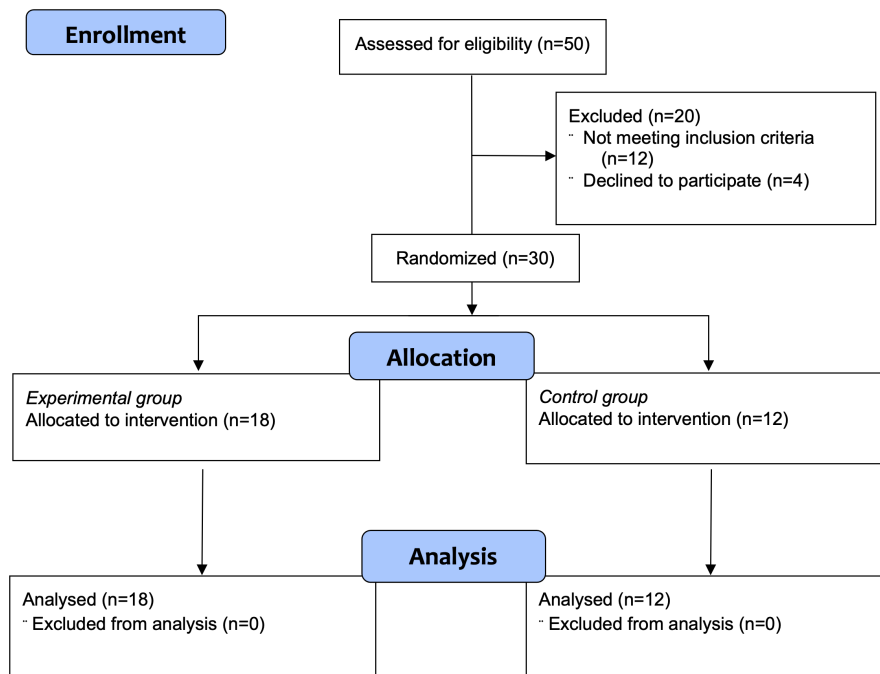 Enrollment
Assessed for eligibility (n=50)
Excluded (n=20)
¨ Not meeting inclusion criteria
(n=12)
¨ Declined to participate (n=4)
Randomized (n=30)
Allocation
Experimental group
Allocated to intervention (n=18)
Control group
Allocated to intervention (n=12)
Analysis
Analysed (n=18)
¨ Excluded from analysis (n=0)
Analysed (n=12)
¨ Excluded from analysis (n=0)